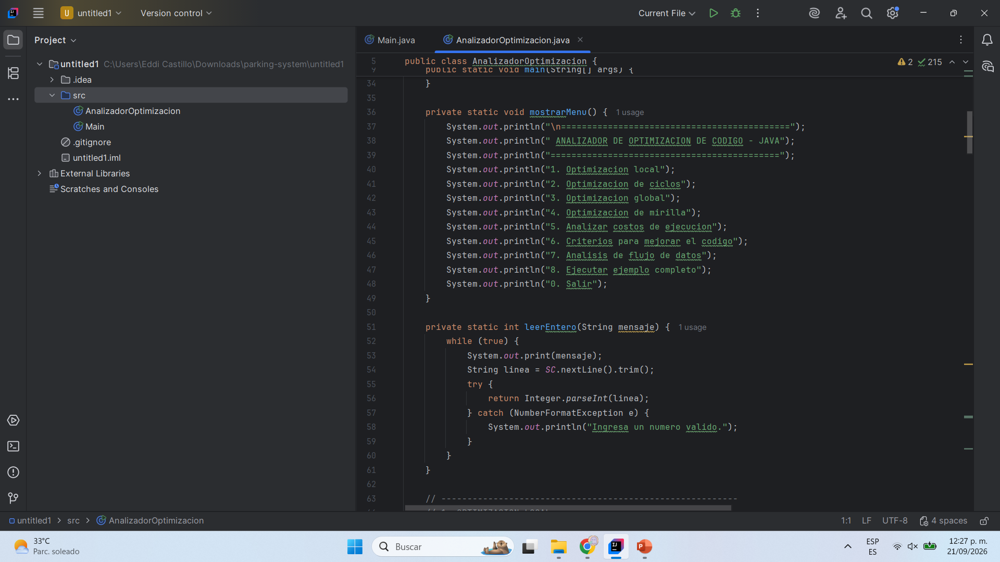 U untitled1
Version control
Current File
Project
untitled1 C:\Users\Eddi Castillo\Downloads\parking-system\untitled1
.idea
src
AnalizadorOptimizacion
Main
.gitignore
untitled1.iml
External Libraries
Scratches and Consoles
Main.java
AnalizadorOptimizacion.java
2 215
5 public class AnalizadorOptimizacion {
9 public static void main(String[] args) {
34 }
35
36 private static void mostrarMenu() { 1 usage
37 System.out.println("\n============================================");
38 System.out.println(" ANALIZADOR DE OPTIMIZACION DE CODIGO - JAVA");
39 System.out.println("============================================");
40 System.out.println("1. Optimizacion local");
41 System.out.println("2. Optimizacion de ciclos");
42 System.out.println("3. Optimizacion global");
43 System.out.println("4. Optimizacion de mirilla");
44 System.out.println("5. Analizar costos de ejecucion");
45 System.out.println("6. Criterios para mejorar el codigo");
46 System.out.println("7. Analisis de flujo de datos");
47 System.out.println("8. Ejecutar ejemplo completo");
48 System.out.println("0. Salir");
49 }
50
51 private static int leerEntero(String mensaje) { 1 usage
52 while (true) {
53 System.out.print(mensaje);
54 String linea = SC.nextLine().trim();
55 try {
56 return Integer.parseInt(linea);
57 } catch (NumberFormatException e) {
58 System.out.println("Ingresa un numero valido.");
59 }
60 }
61 }
62
63 // ---------------------------------------------------------
// 1. OPTIMIZACION LOCAL
untitled1 > src > AnalizadorOptimizacion
1:1 LF UTF-8 4 spaces
33°C
Parc. soleado
Buscar
ESP
ES
12:27 p. m.
21/09/2026